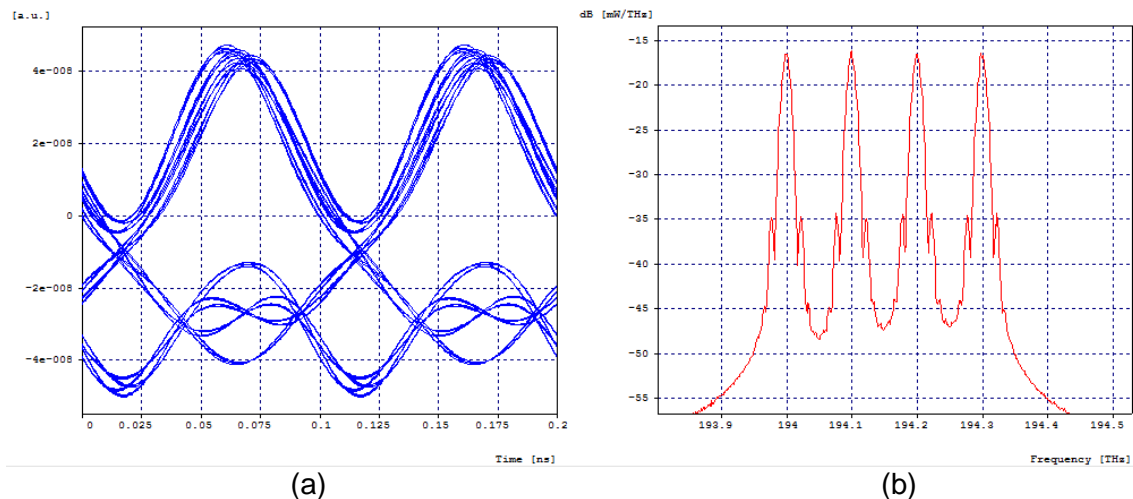 [a.u.]
4e-008
2e-008
0
-2e-008
-4e-008
0 0.025 0.05 0.075 0.1 0.125 0.15 0.175 0.2
Time [ns]
(a)
dB [mW/THz]
-15
-20
-25
-30
-35
-40
-45
-50
-55
193.9 194 194.1 194.2 194.3 194.4 194.5
Frequency [THz]
(b)